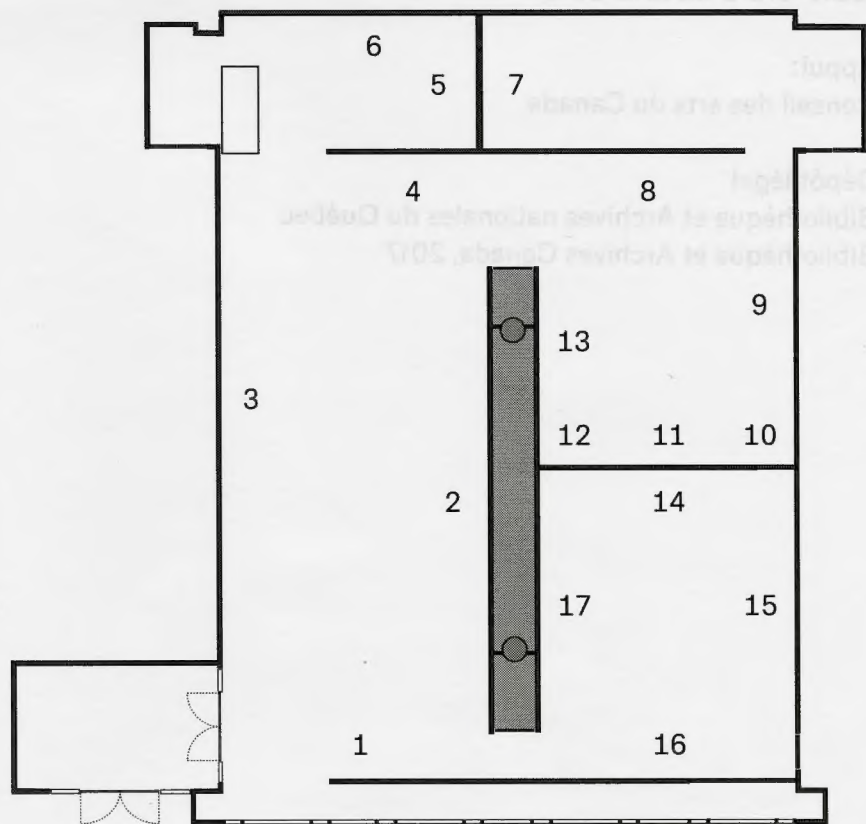 6
5 7
ppui:
onseil des arts du Canada
4 8
Dépôt légal
Bibliothèque et Archives nationales du Québec
Bibliothèque et Archives Canada, 2017
9
13
3
12 11 10
2 14
17 15
1 16